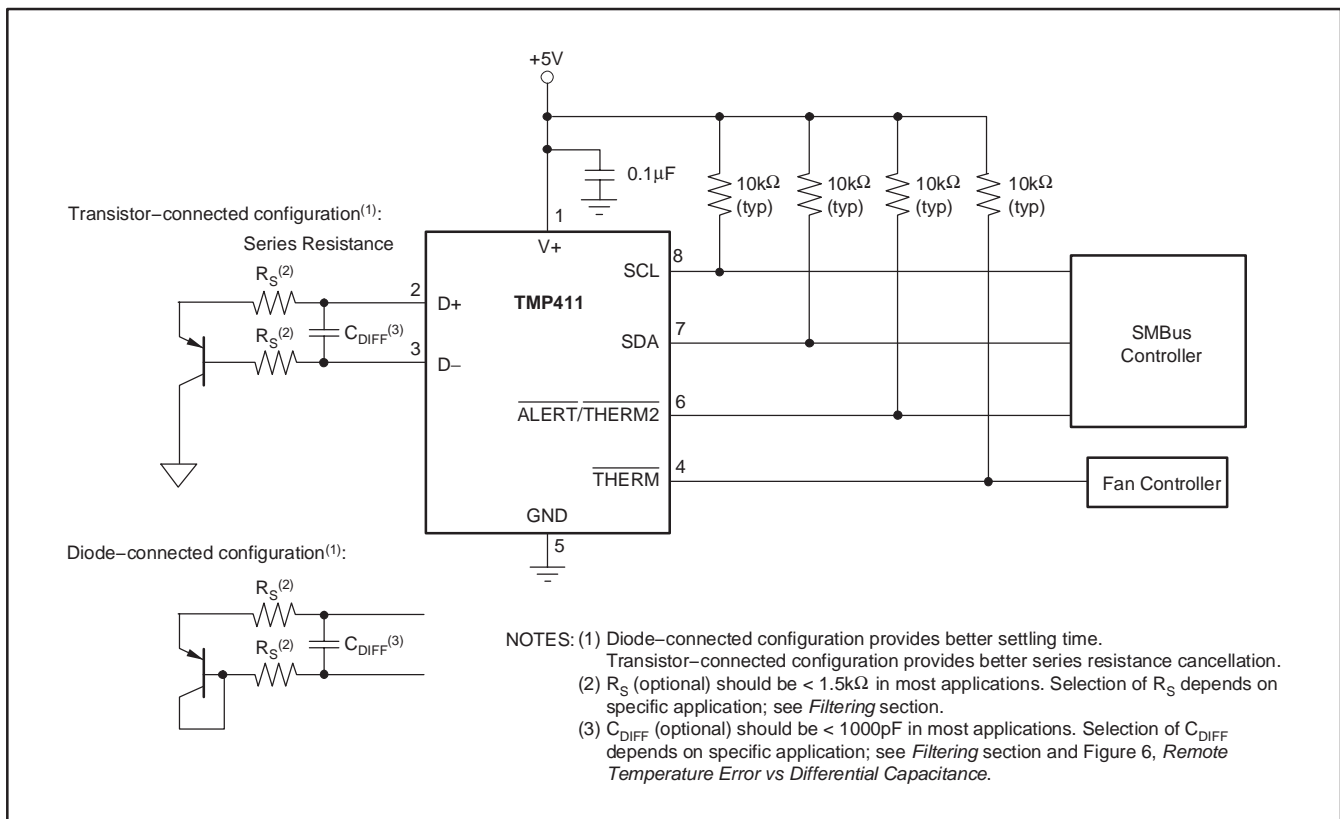 +5V
0.1μF
10kΩ
(typ)
10kΩ
(typ)
10kΩ
(typ)
10kΩ
(typ)
Transistor−connected configuration(1):
Series Resistance
RS(2)
RS(2)
CDIFF(3)
1
V+
2
D+
TMP411
3
D−
SCL
8
SDA
7
ALERT/THERM2
6
THERM
4
GND
5
SMBus
Controller
Fan Controller
Diode−connected configuration(1):
RS(2)
RS(2)
CDIFF(3)
NOTES: (1) Diode−connected configuration provides better settling time.
Transistor−connected configuration provides better series resistance cancellation.
(2) RS (optional) should be < 1.5kΩ in most applications. Selection of RS depends on
specific application; see Filtering section.
(3) CDIFF (optional) should be < 1000pF in most applications. Selection of CDIFF
depends on specific application; see Filtering section and Figure 6, Remote
Temperature Error vs Differential Capacitance.